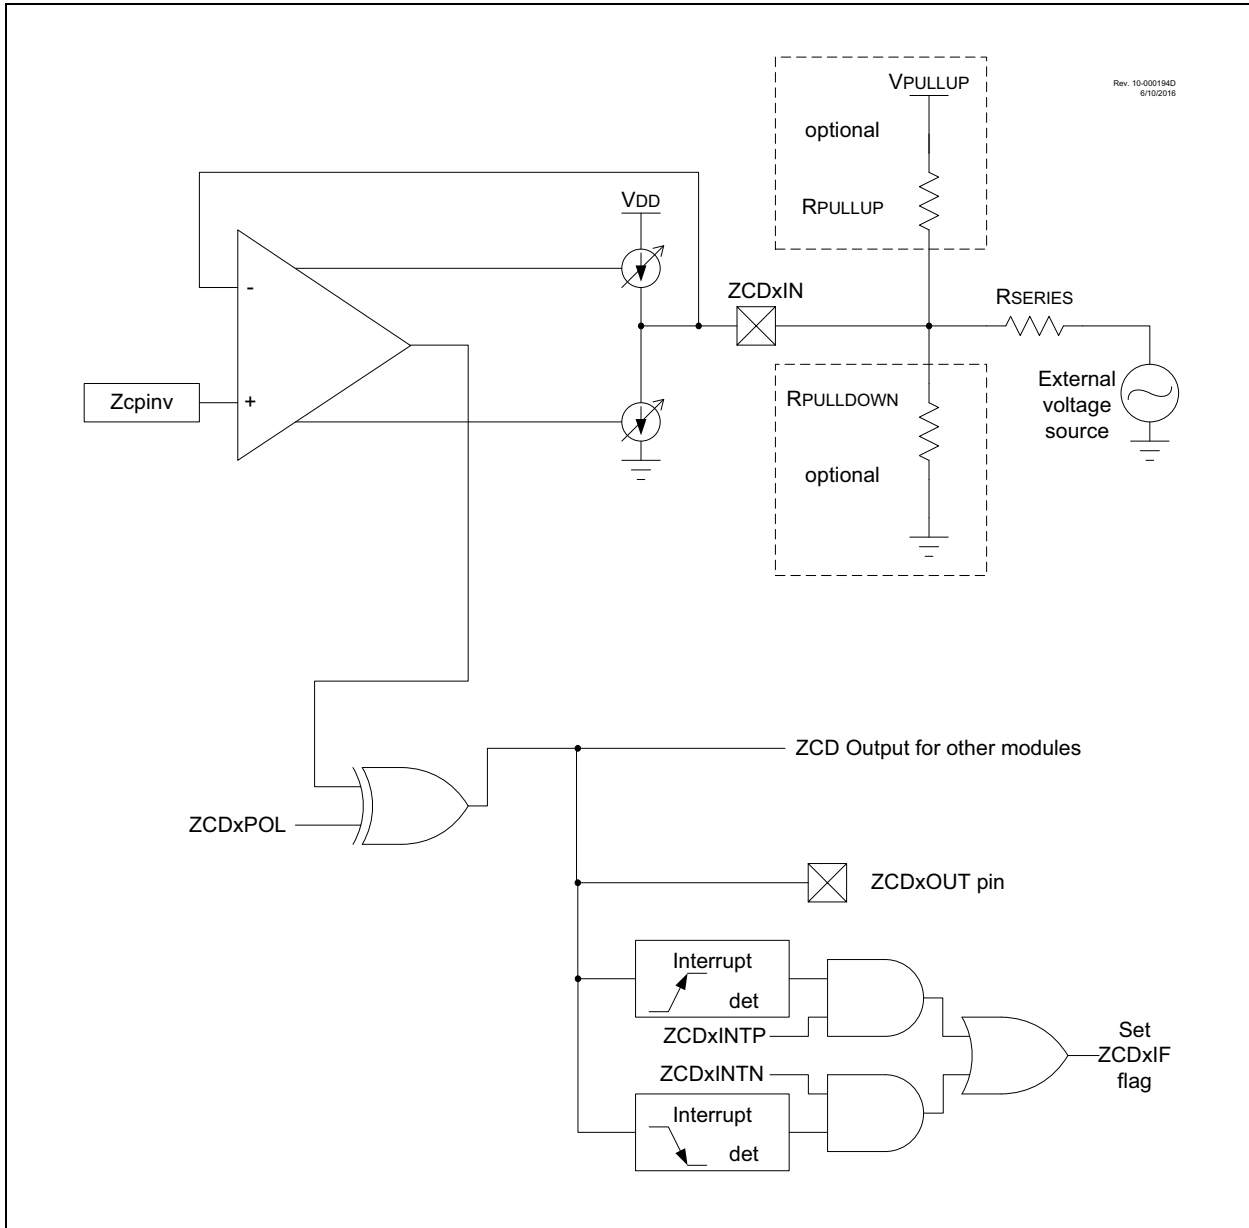 Rev. 10-000194D
6/10/2016
VPULLUP
optional
RPULLUP
VDD
-
ZCDxIN
RSERIES
Zcpinv
+
RPULLDOWN
External
voltage
source
optional
ZCD Output for other modules
ZCDxPOL
ZCDxOUT pin
Interrupt
det
ZCDxINTP
Set
ZCDxIF
flag
ZCDxINTN
Interrupt
det